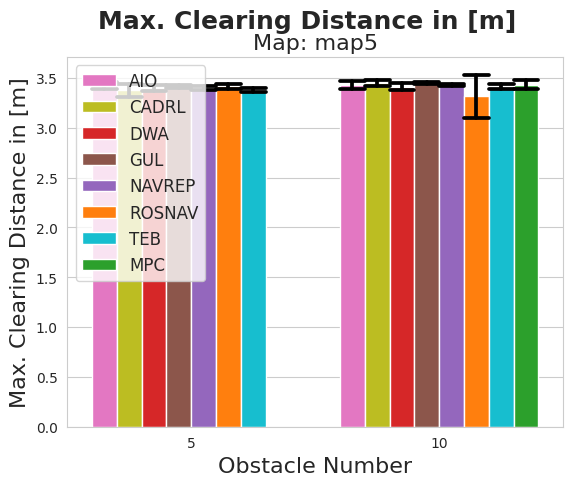 Max. Clearing Distance in [m]
Map: map5
Max. Clearing Distance in [m]
3.5
3.0
2.5
2.0
1.5
1.0
0.5
0.0
AIO
CADRL
DWA
GUL
NAVREP
ROSNAV
TEB
MPC
5
10
Obstacle Number